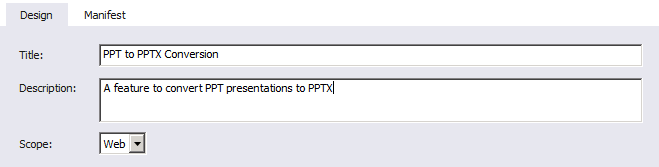 Design Manifest
Title: PPT to PPTX Conversion
Description: A feature to convert PPT presentations to PPTX
Scope: Web